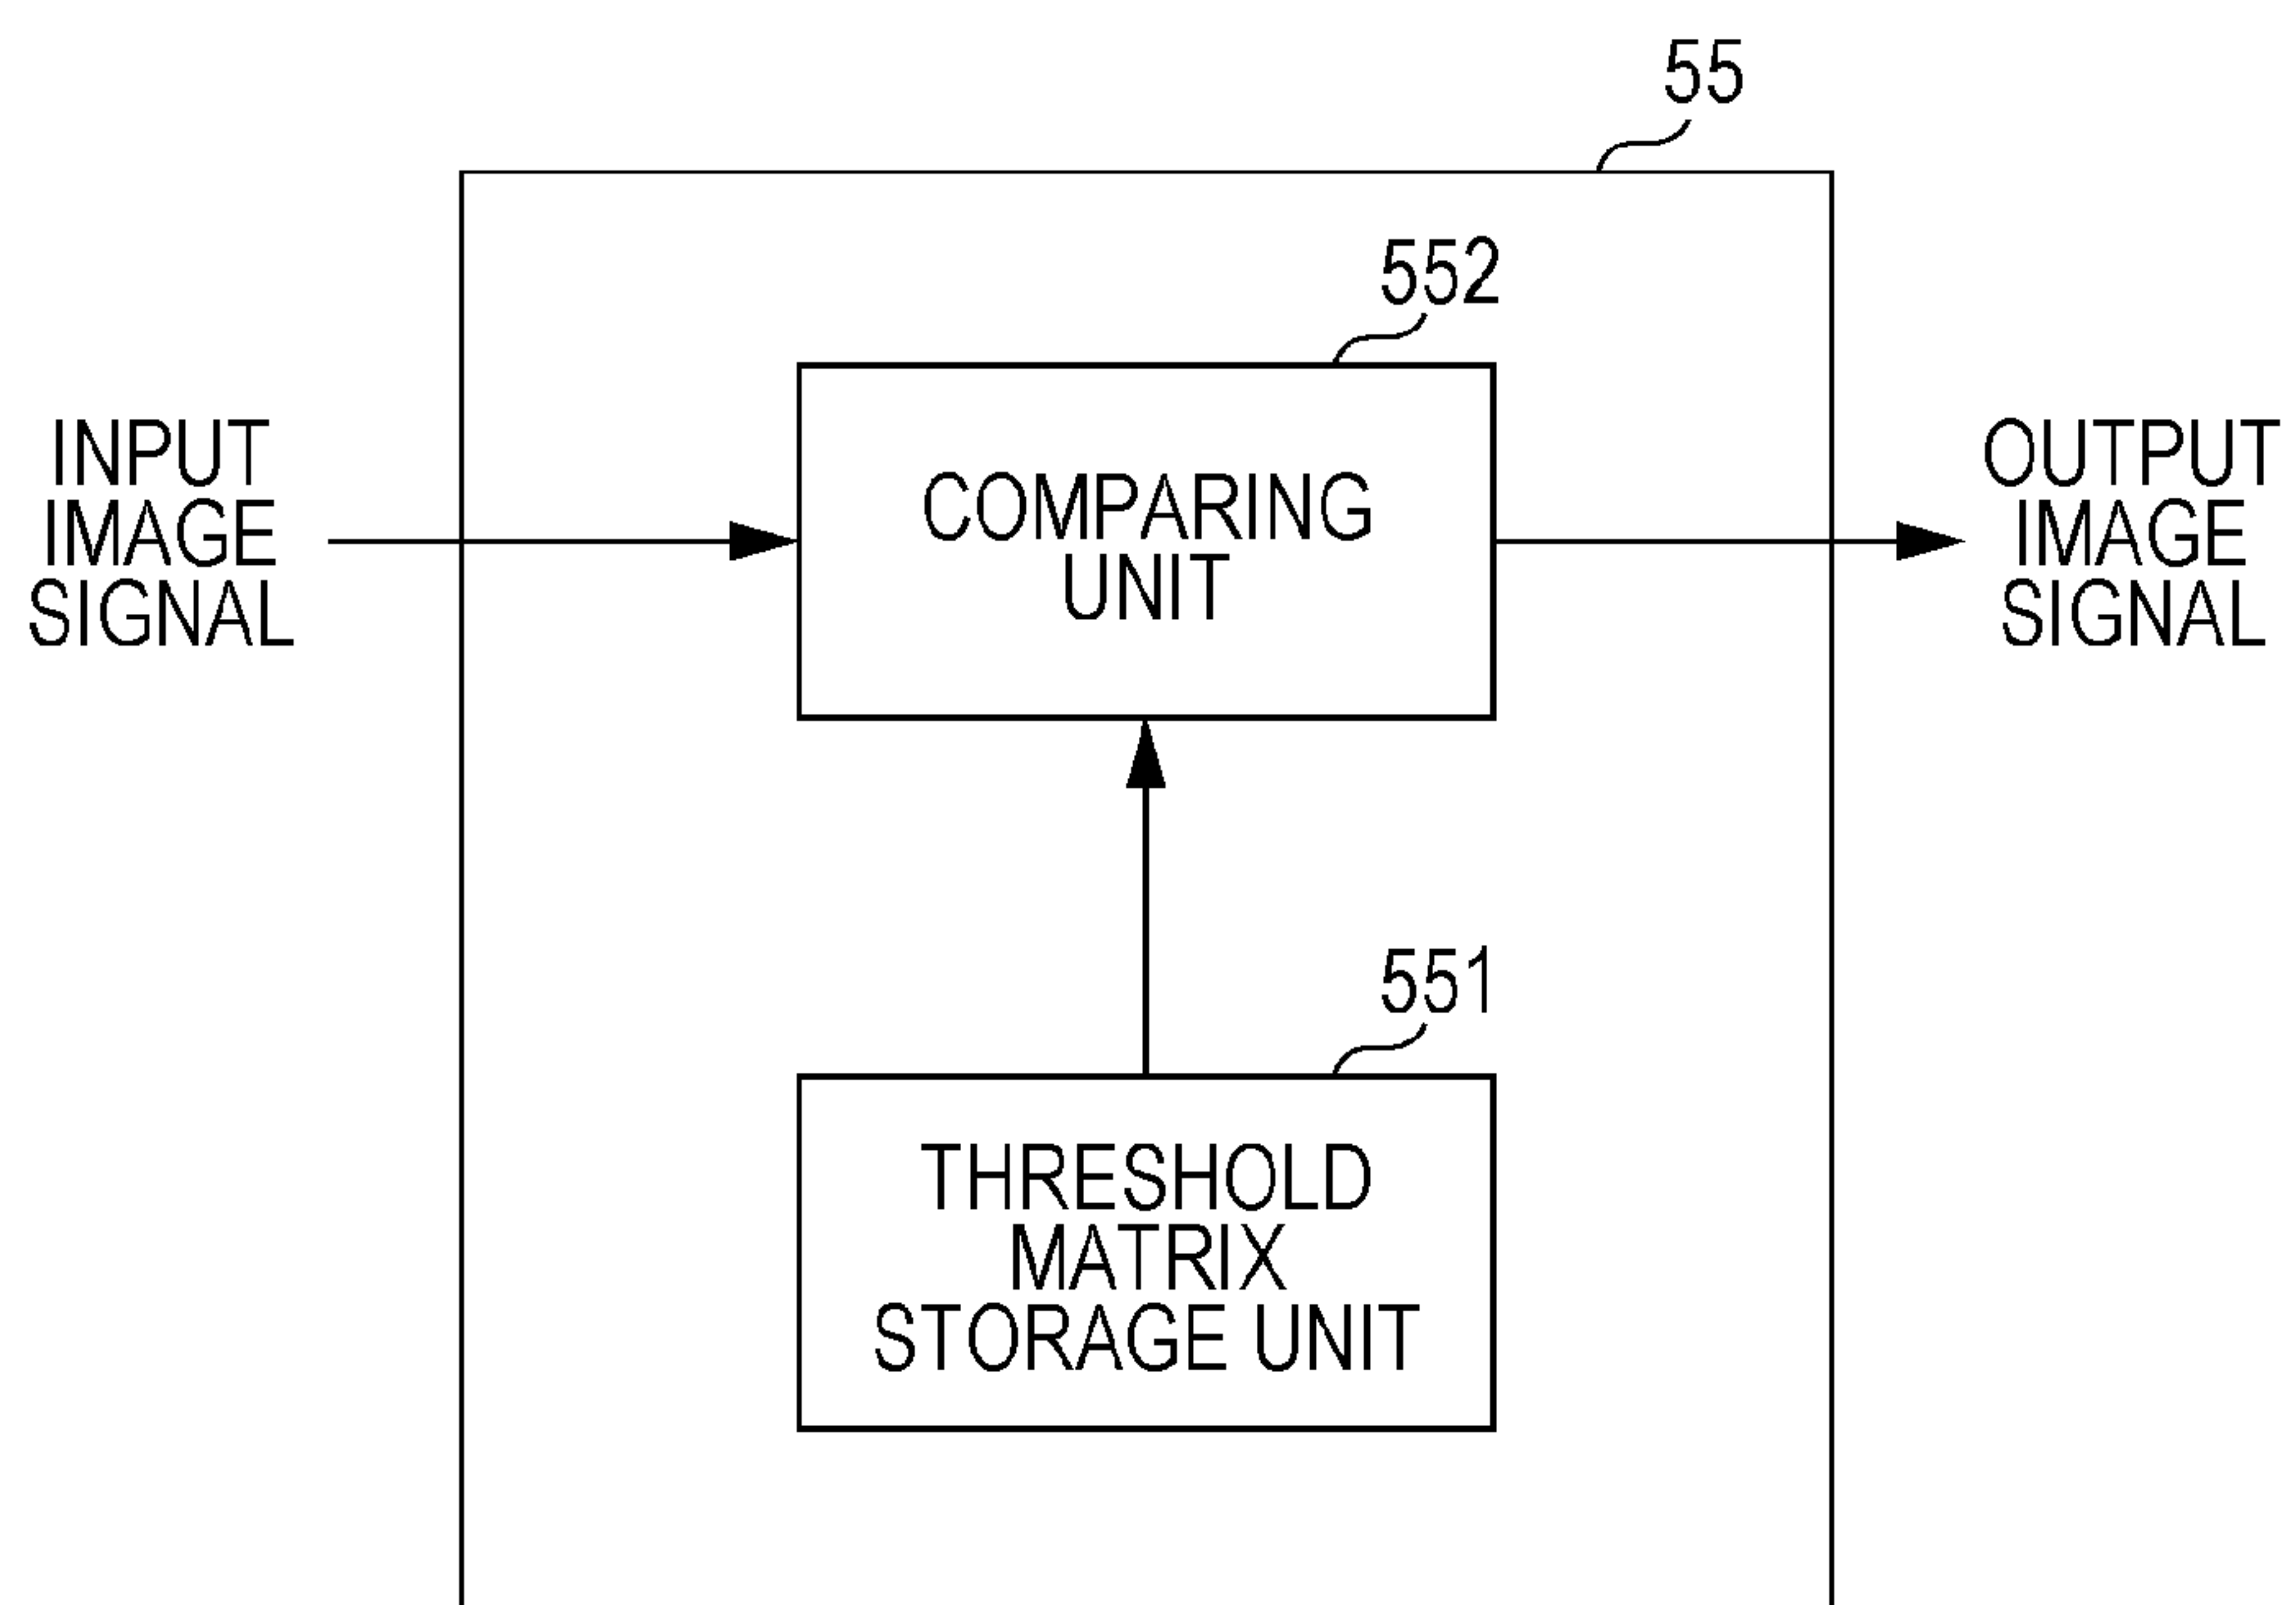 55
552
INPUT
IMAGE
SIGNAL
COMPARING
UNIT
OUTPUT
IMAGE
SIGNAL
551
THRESHOLD
MATRIX
STORAGE UNIT